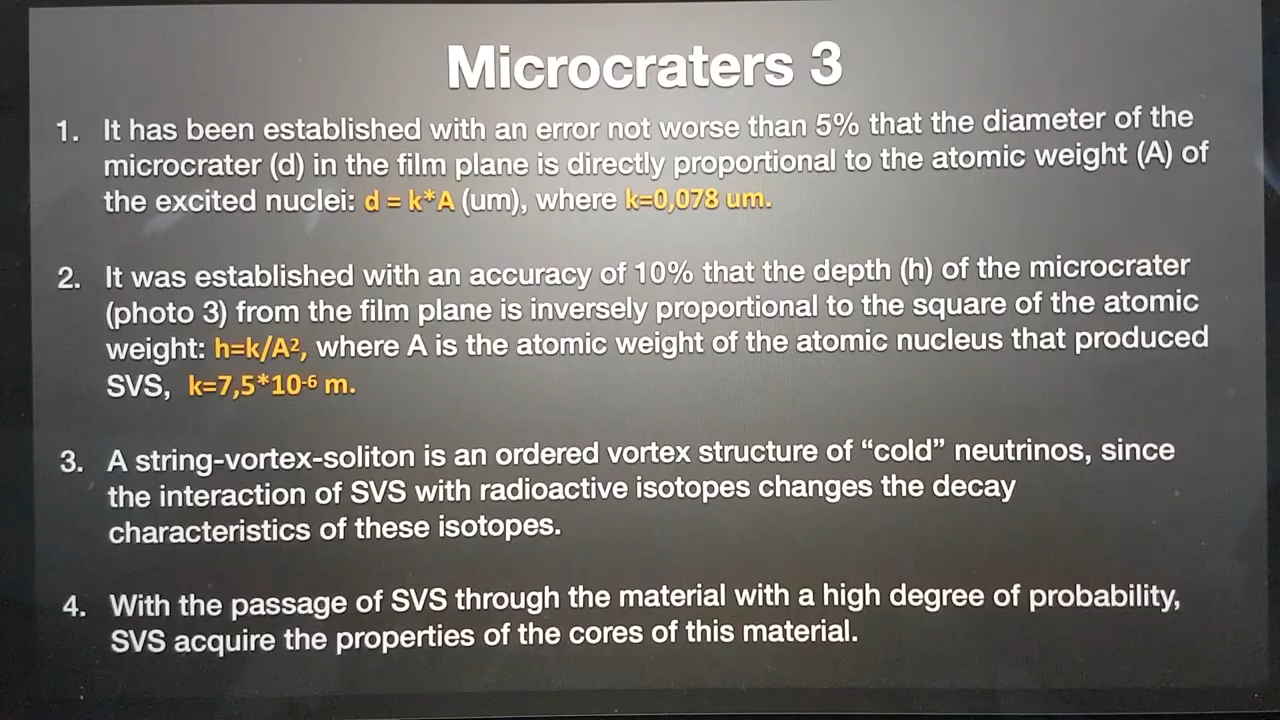 Microcraters 3
1. It has been established with an error not worse than 5% that the diameter of the
microcrater (d) in the film plane is directly proportional to the atomic weight (A) of
the excited nuclei: d = k*A (um), where k=0,078 um.
2. It was established with an accuracy of 10% that the depth (h) of the microcrater
(photo 3) from the film plane is inversely proportional to the square of the atomic
weight: h=k/A², where A is the atomic weight of the atomic nucleus that produced
SVS, k=7,5*10⁻⁶ m.
3. A string-vortex-soliton is an ordered vortex structure of “cold” neutrinos, since
the interaction of SVS with radioactive isotopes changes the decay
characteristics of these isotopes.
4. With the passage of SVS through the material with a high degree of probability,
SVS acquire the properties of the cores of this material.